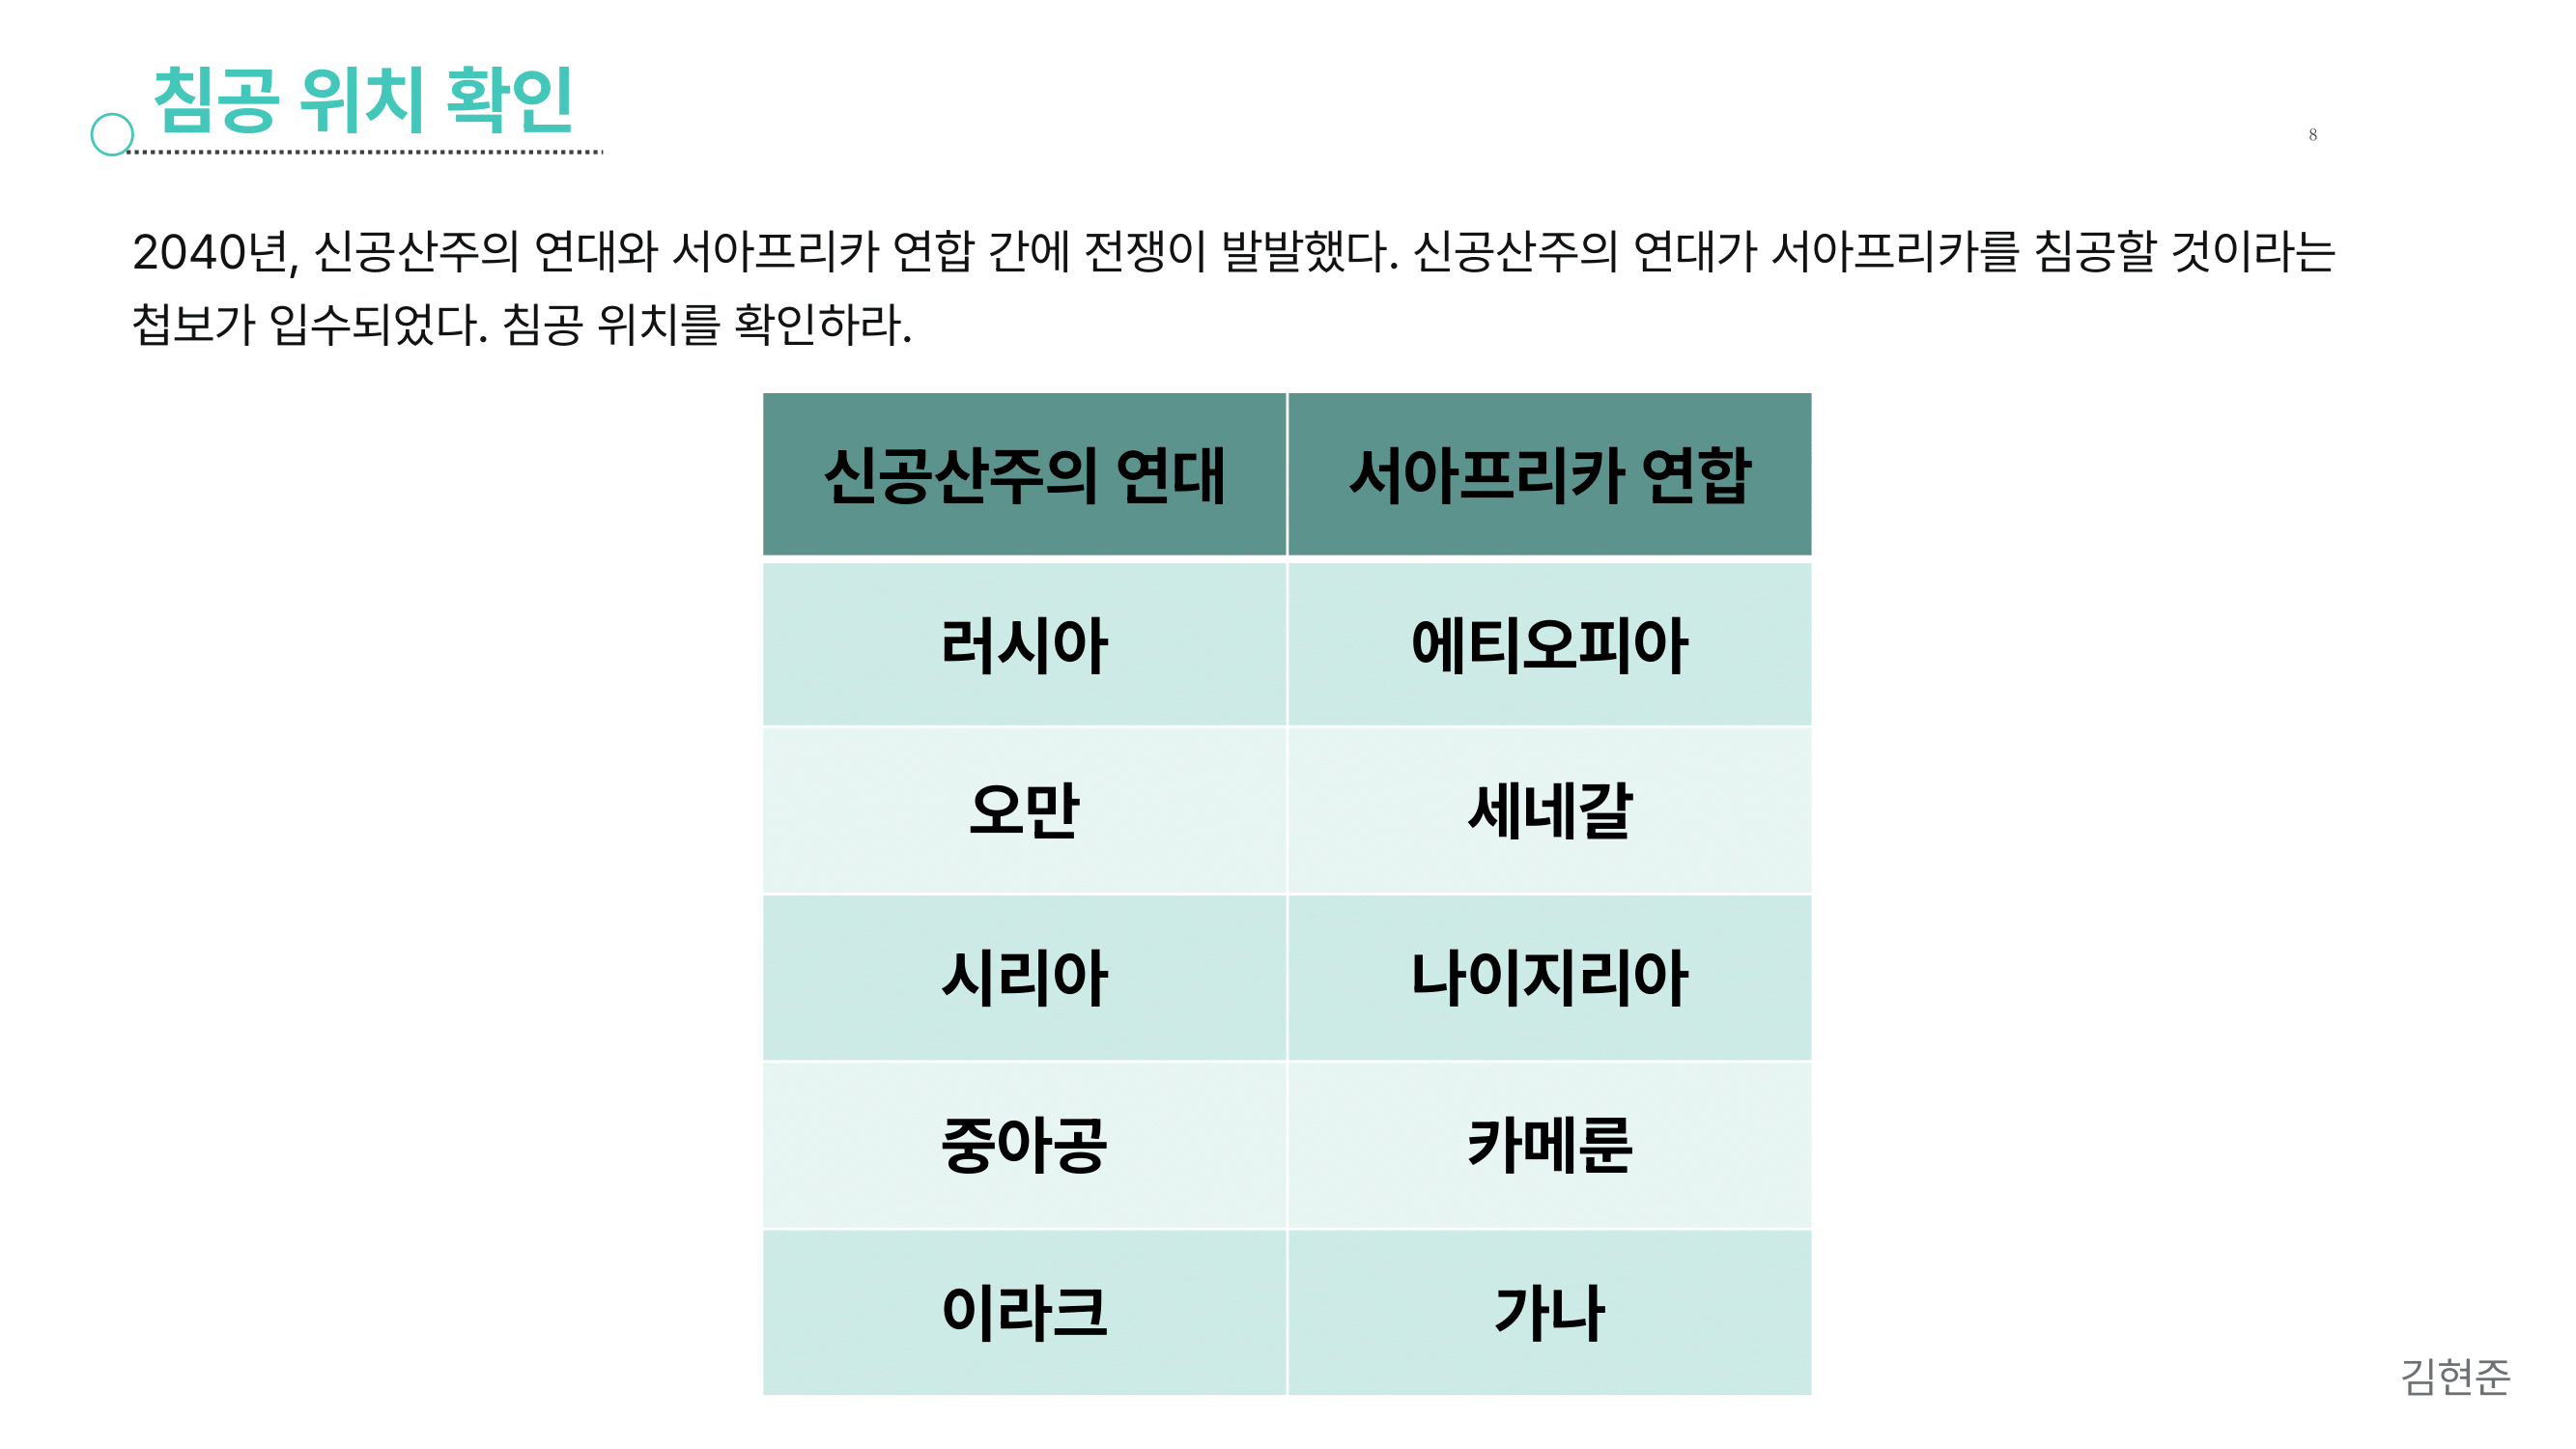 침공 위치 확인
8
2040년, 신공산주의 연대와 서아프리카 연합 간에 전쟁이 발발했다. 신공산주의 연대가 서아프리카를 침공할 것이라는
첩보가 입수되었다. 침공 위치를 확인하라.
신공산주의 연대 서아프리카 연합
러시아 에티오피아
오만 세네갈
시리아 나이지리아
중아공 카메룬
이라크 가나
김현준